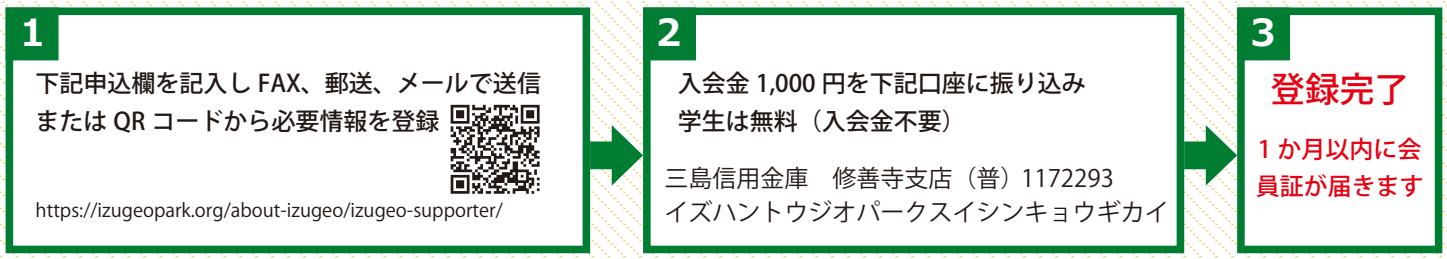 1
下記申込欄を記入し FAX、郵送、メールで送信
または QR コードから必要情報を登録
https://izugeopark.org/about-izugeo/izugeo-supporter/
2
入会金 1,000 円を下記口座に振り込み
学生は無料（入会金不要）
三島信用金庫　修善寺支店（普）1172293
イズハントウジオパークスイシンキョウギカイ
3
登録完了
1 か月以内に会
員証が届きます